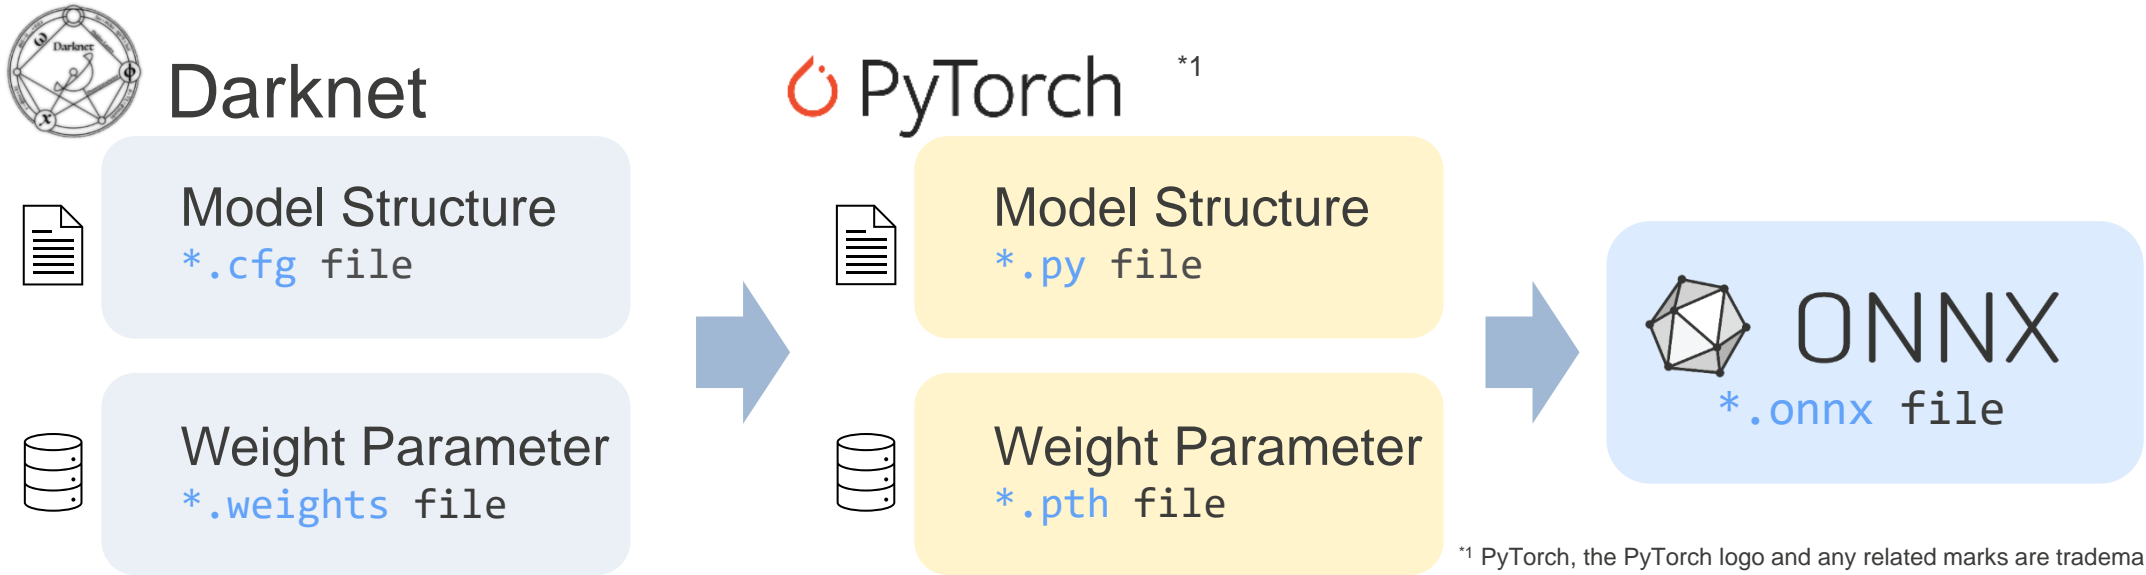 Darknet
Darknet
PyTorch *1
Model Structure
*.cfg file
Weight Parameter
*.weights file
Model Structure
*.py file
Weight Parameter
*.pth file
ONNX
*.onnx file
*1 PyTorch, the PyTorch logo and any related marks are tradema